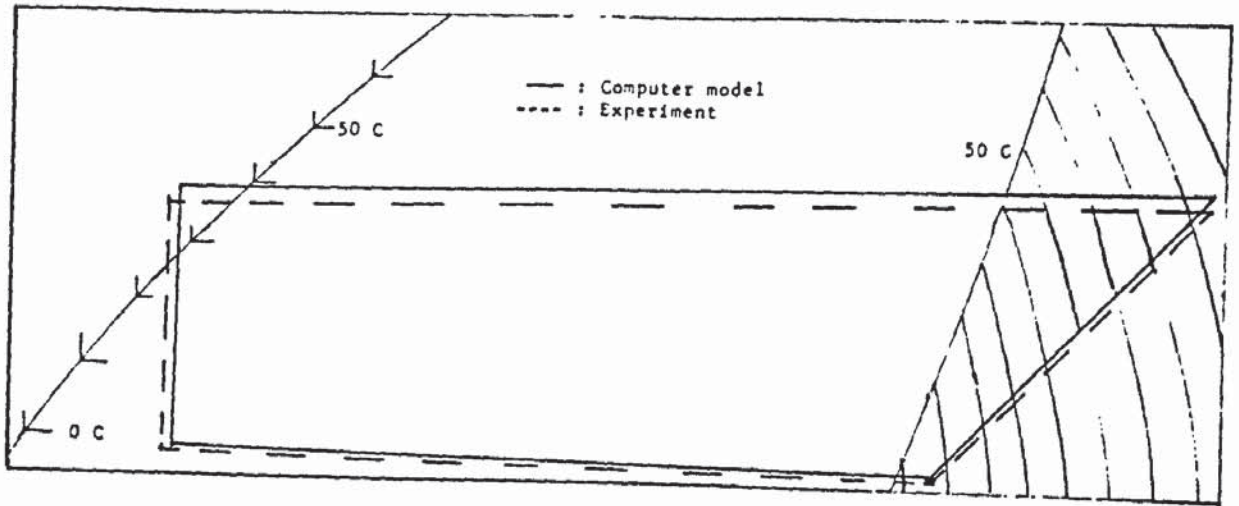 —— : Computer model
---- : Experiment
50 C
50 C
0 C